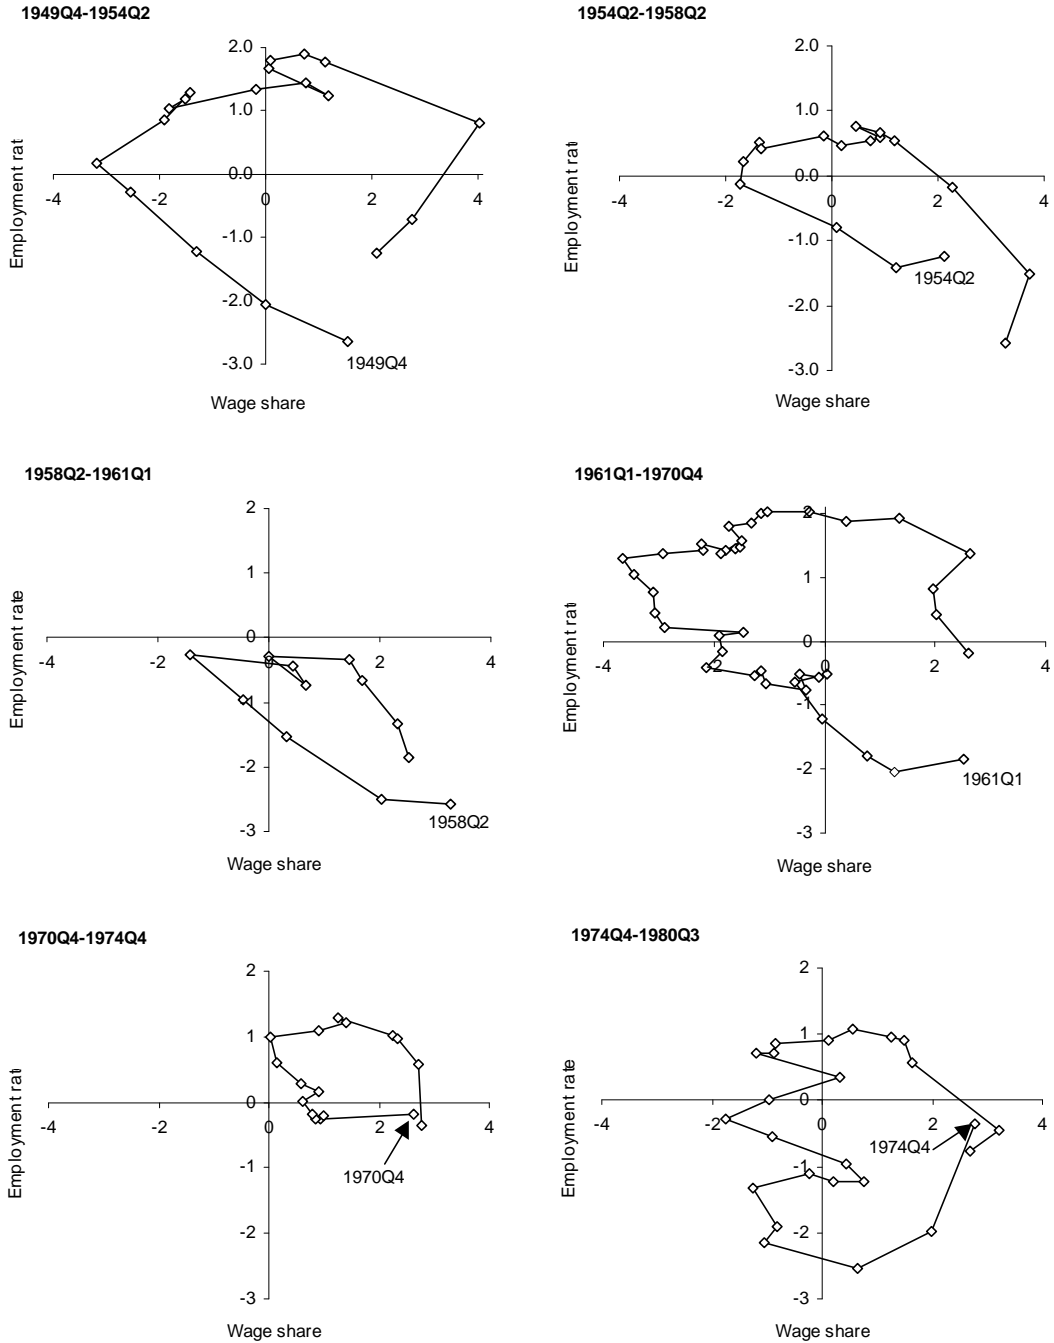 1949Q4-1954Q2
2.0
1.0
0.0
-4 -2 0 2 4
-1.0
-2.0
-3.0
1949Q4
Employment rat
Wage share
1954Q2-1958Q2
2.0
1.0
0.0
-4 -2 0 2 4
-1.0
-2.0
-3.0
1954Q2
Employment rat
Wage share
1958Q2-1961Q1
2
1
0
-4 -2 0 2 4
-1
-2
-3
1958Q2
Employment rate
Wage share
1961Q1-1970Q4
2
1
0
-4 -2 0 2 4
-1
-2
-3
1961Q1
Employment rat
Wage share
1970Q4-1974Q4
2
1
0
-4 -2 0 2 4
-1
-2
-3
1970Q4
Employment rat
Wage share
1974Q4-1980Q3
2
1
0
-4 -2 0 2 4
-1
-2
-3
1974Q4
Employment rate
Wage share